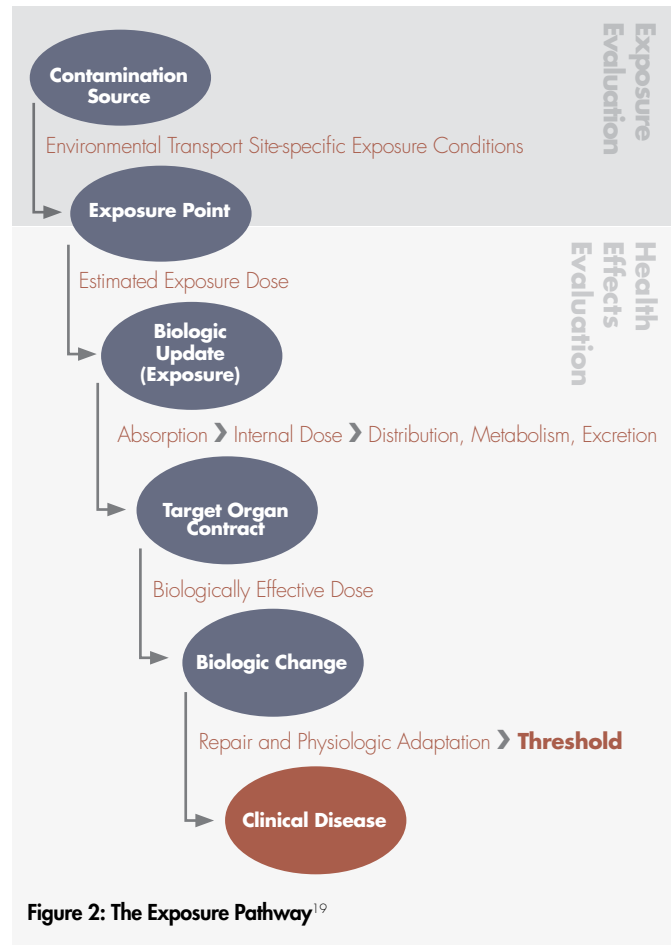 Exposure
Evaluation
Contamination
Source
Environmental Transport Site-specific Exposure Conditions
Exposure Point
Health
Effects
Evaluation
Estimated Exposure Dose
Biologic
Update
(Exposure)
Absorption ❯ Internal Dose ❯ Distribution, Metabolism, Excretion
Target Organ
Contract
Biologically Effective Dose
Biologic Change
Repair and Physiologic Adaptation ❯ Threshold
Clinical Disease
Figure 2: The Exposure Pathway¹⁹